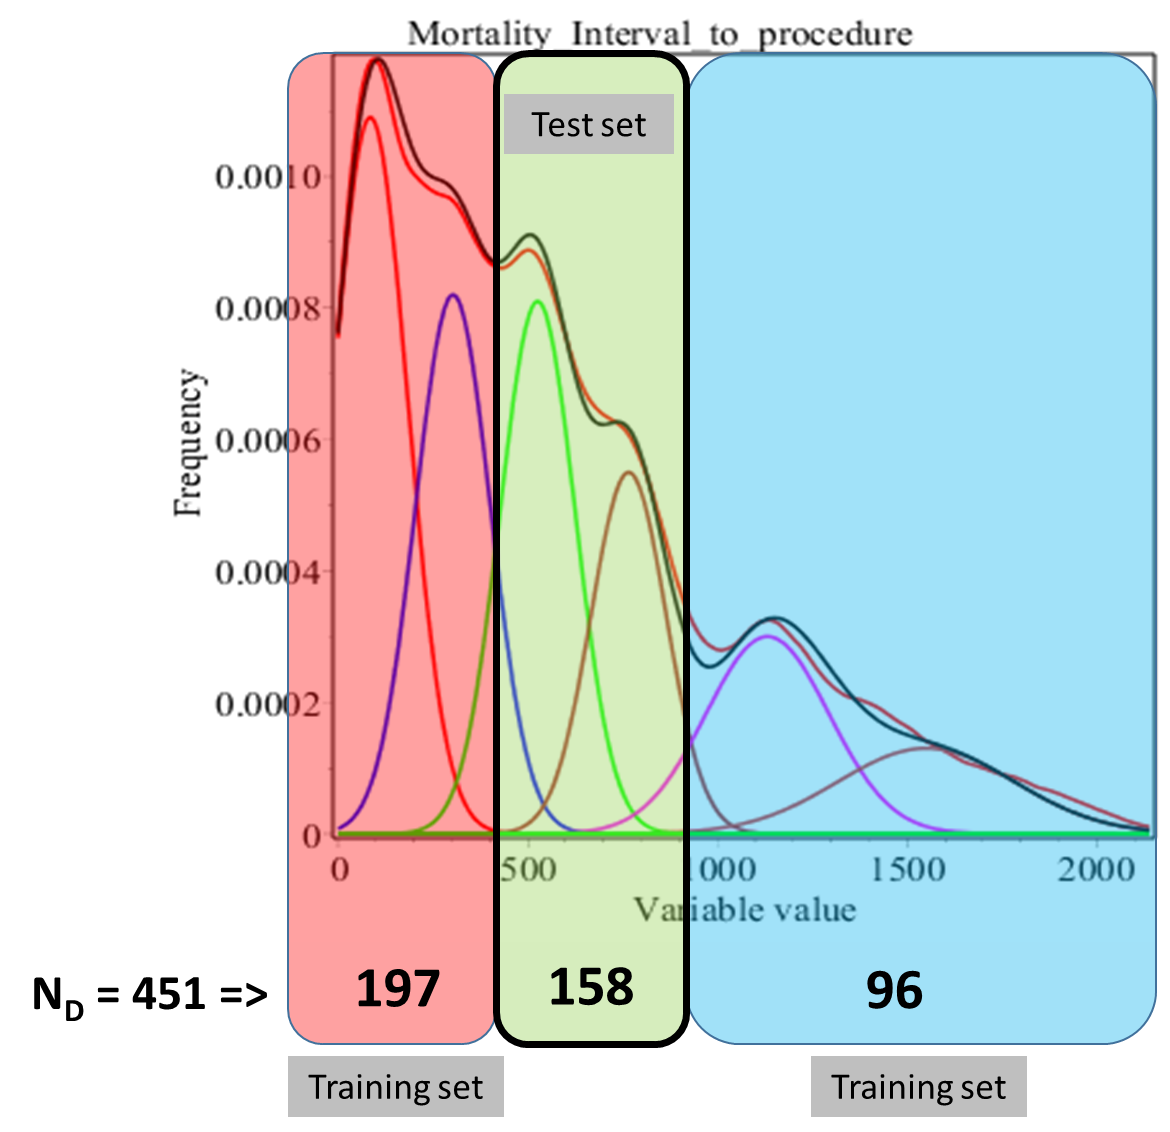 Mortality_Interval_to_procedure
Test set
0.0010
0.0008
0.0006
0.0004
0.0002
0
Frequency
0 500 1000 1500 2000
Variable value
N_D = 451 => 197 158 96
Training set Training set